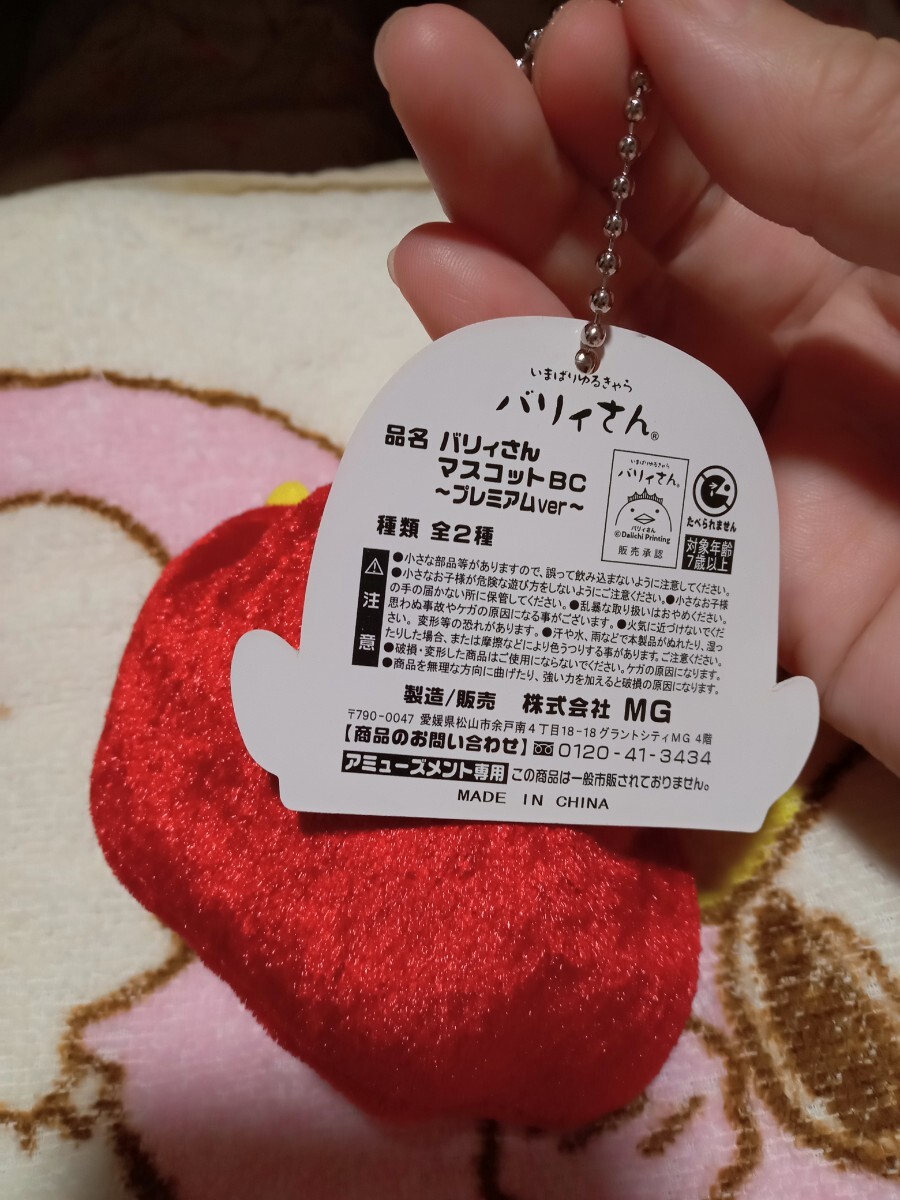 いまばりゆるきゃら
バリィさん®
品名 バリィさん
マスコットBC
～プレミアムver～
種類 全2種
いまばりゆるきゃら
バリィさん®
バリィさん
©Daiichi Printing
販売承認
たべられません
対象年齢
7歳以上
注意
●小さな部品等がありますので、誤って飲み込まないように注意してください。
●小さなお子様が危険な遊び方をしないようにご注意ください。●小さなお子様
の手の届かない所に保管してください。●乱暴な取り扱いはおやめください。
思わぬ事故やケガの原因になる事がございます。●火気に近づけないでくだ
さい。変形等の恐れがあります。●汗や水、雨などで本製品がぬれたり、湿っ
たりした場合、または摩擦などにより色うつりする事があります。ご注意ください。
●破損・変形した商品はご使用にならないでください。ケガの原因になります。
●商品を無理な方向に曲げたり、強い力を加えると破損の原因になります。
製造/販売 株式会社 MG
〒790-0047 愛媛県松山市余戸南4丁目18-18グラントシティMG 4階
【商品のお問い合わせ】0120-41-3434
アミューズメント専用 この商品は一般市販されておりません。
MADE IN CHINA